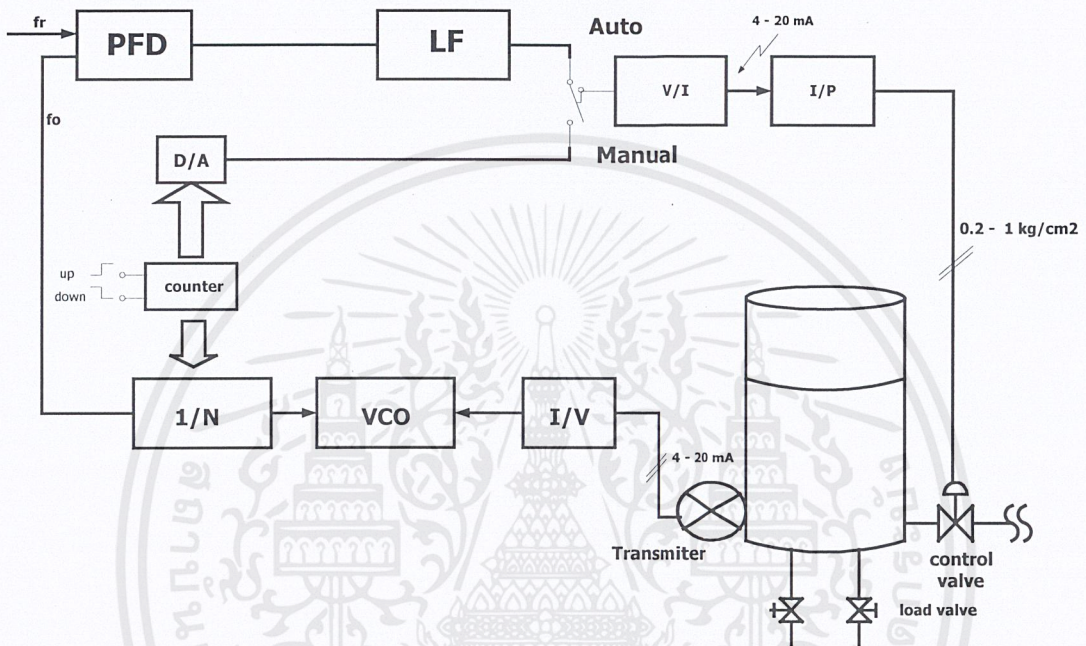 fr
PFD
LF
Auto
4 - 20 mA
V/I
I/P
fo
D/A
Manual
0.2 - 1 kg/cm2
up
down
counter
1/N
VCO
I/V
4 - 20 mA
Transmiter
control
valve
load valve